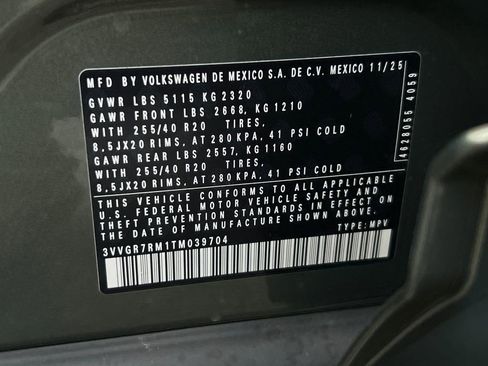 MFD BY VOLKSWAGEN DE MEXICO S.A. DE C.V. MEXICO 11/25
GVWR LBS 5115 KG 2320
GAWR FRONT LBS 2668, KG 1210
WITH 255/40 R20 TIRES.
8,5JX20 RIMS, AT 280 KPA, 41 PSI COLD
GAWR REAR LBS 2557, KG 1160
WITH 255/40 R20 TIRES.
8,5JX20 RIMS, AT 280 KPA, 41 PSI COLD
THIS VEHICLE CONFORMS TO ALL APPLICABLE
U.S. FEDERAL MOTOR VEHICLE SAFETY AND
THEFT PREVENTION STANDARDS IN EFFECT ON
THE DATE OF MANUFACTURE SHOWN ABOVE
3VVGR7RM1TM039704 TYPE: MPV
4628055 4059